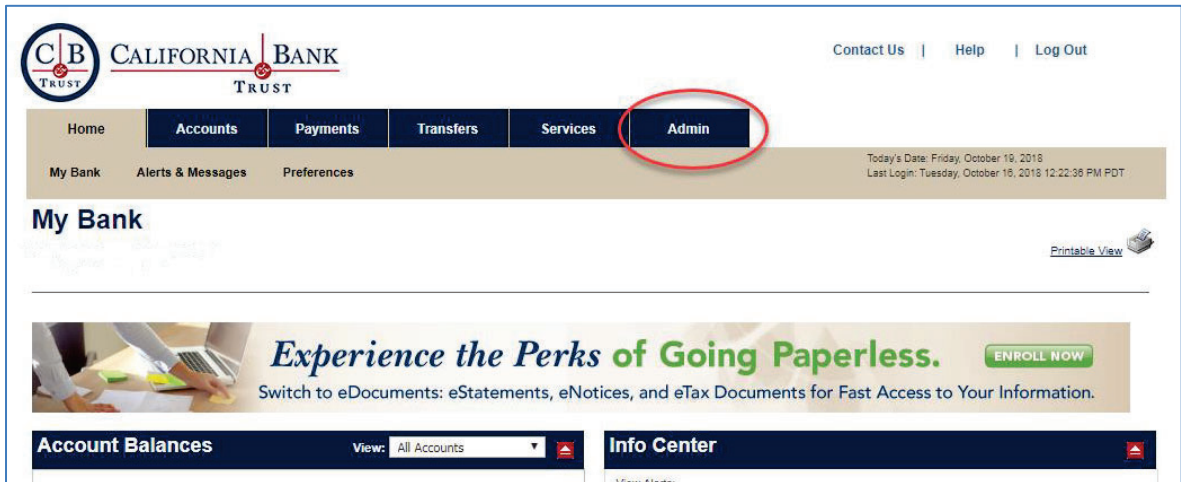 C B
TRUST
CALIFORNIA BANK
&
TRUST
Contact Us | Help | Log Out
Home Accounts Payments Transfers Services Admin
My Bank Alerts & Messages Preferences
Today's Date: Friday, October 19, 2018
Last Login: Tuesday, October 16, 2018 12:22:36 PM PDT
My Bank
Printable View
Experience the Perks of Going Paperless. ENROLL NOW
Switch to eDocuments: eStatements, eNotices, and eTax Documents for Fast Access to Your Information.
Account Balances View: All Accounts
Info Center
View Alerts: